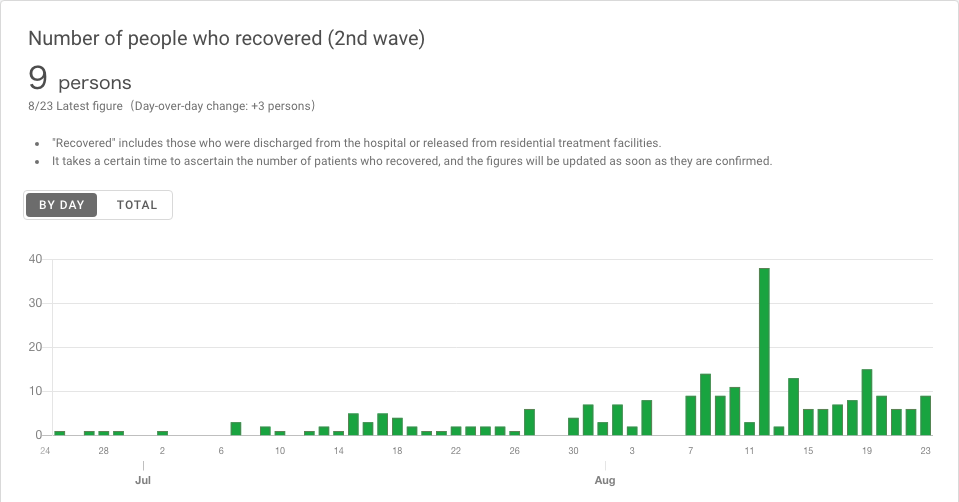 Number of people who recovered (2nd wave)
9 persons
8/23 Latest figure (Day-over-day change: +3 persons)
• "Recovered" includes those who were discharged from the hospital or released from residential treatment facilities.
• It takes a certain time to ascertain the number of patients who recovered, and the figures will be updated as soon as they are confirmed.
BY DAY TOTAL
40
30
20
10
0
24 28 2 6 10 14 18 22 26 30 3 7 11 15 19 23
Jul Aug